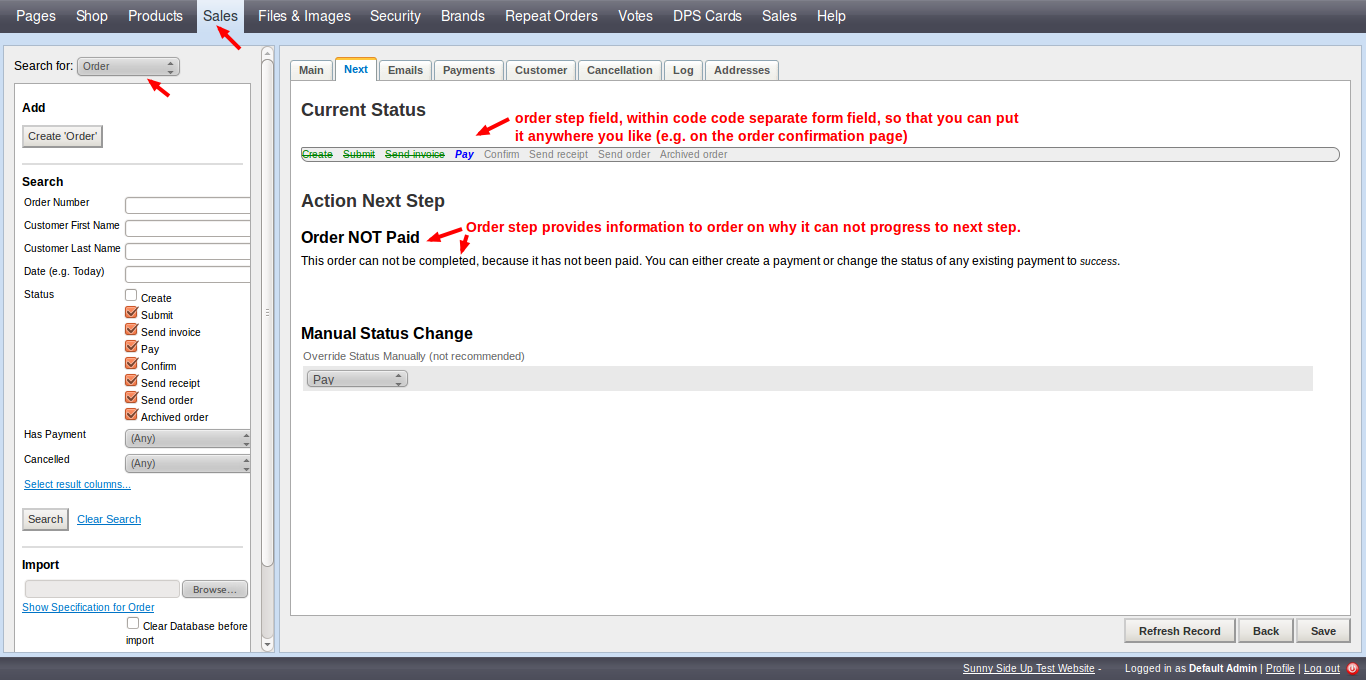 Pages Shop Products Sales Files & Images Security Brands Repeat Orders Votes DPS Cards Sales Help
Search for: Order
Add
Create 'Order'
Search
Order Number
Customer First Name
Customer Last Name
Date (e.g. Today)
Status
Create
Submit
Send invoice
Pay
Confirm
Send receipt
Send order
Archived order
Has Payment (Any)
Cancelled (Any)
Select result columns...
Search Clear Search
Import
Browse...
Show Specification for Order
Clear Database before
import
Main Next Emails Payments Customer Cancellation Log Addresses
Current Status
order step field, within code code separate form field, so that you can put
it anywhere you like (e.g. on the order confirmation page)
Create Submit Send invoice Pay Confirm Send receipt Send order Archived order
Action Next Step
Order step provides information to order on why it can not progress to next step.
Order NOT Paid
This order can not be completed, because it has not been paid. You can either create a payment or change the status of any existing payment to success.
Manual Status Change
Override Status Manually (not recommended)
Pay
Refresh Record Back Save
Sunny Side Up Test Website - Logged in as Default Admin | Profile | Log out